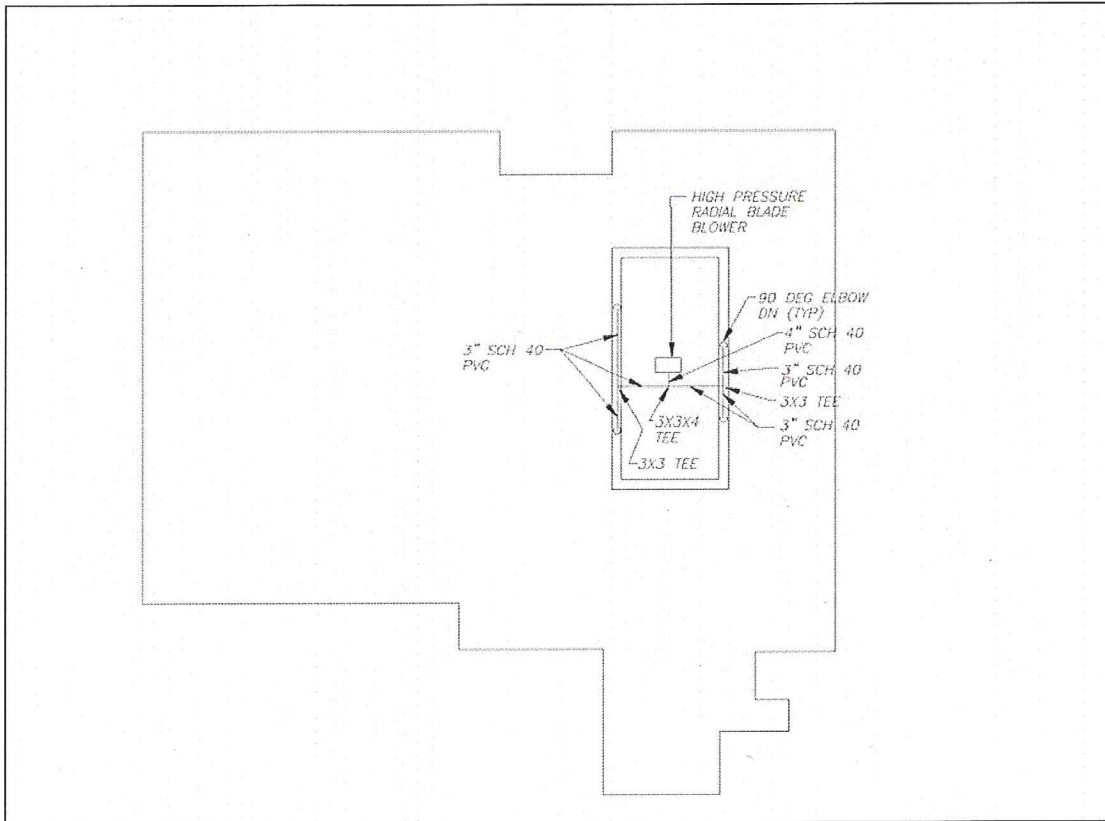 HIGH PRESSURE
RADIAL BLADE
BLOWER
90 DEG ELBOW
DN (TYP)
4" SCH 40
PVC
3" SCH 40
PVC
3" SCH 40
PVC
3X3 TEE
3X3X4
TEE
3" SCH 40
PVC
3X3 TEE